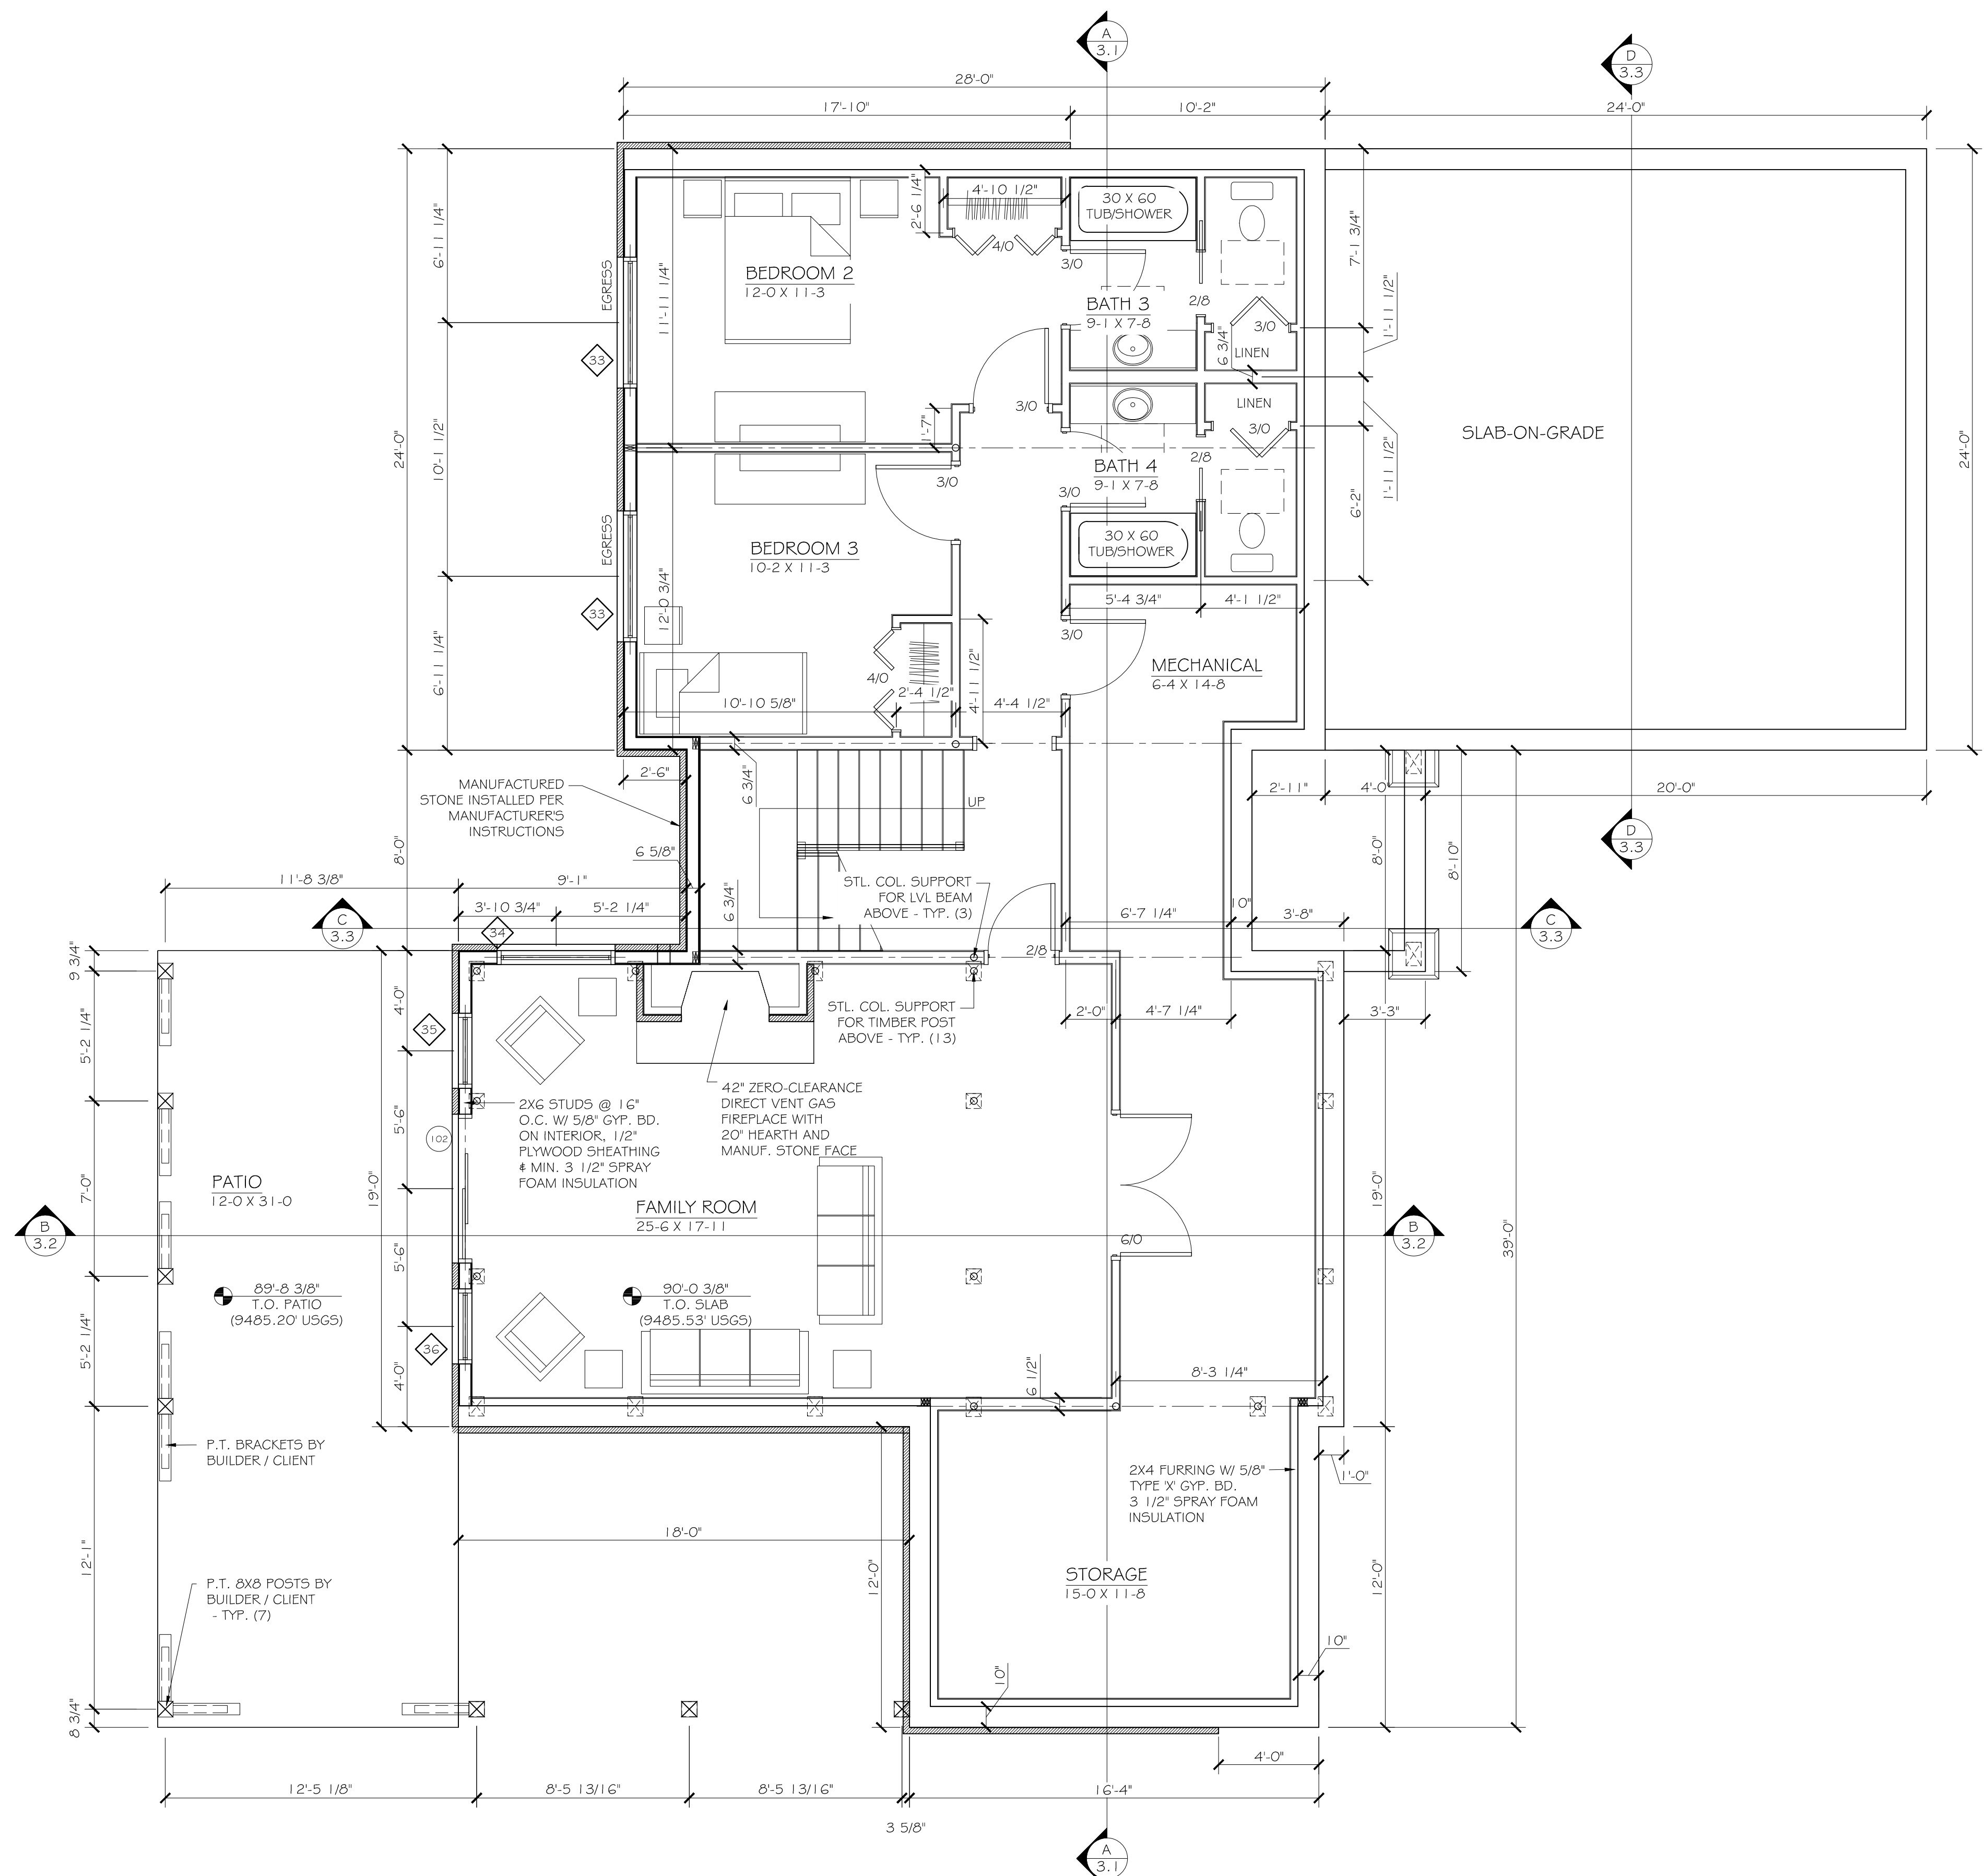 A
3.1
D
3.3
28'-0"
17'-10"
10'-2"
24'-0"
6'-11 1/4"
2'-6 1/4"
4'-10 1/2"
30 X 60
TUB/SHOWER
7'-1 3/4"
4/0
3/0
EGRESS
BEDROOM 2
12-0 X 11-3
11'-11 1/4"
BATH 3
9-1 X 7-8
2/8
3/0
1'-11 1/2"
33
6 3/4"
LINEN
LINEN
3/0
3/0
1'-7"
24'-0"
10'-1 1/2"
SLAB-ON-GRADE
24'-0"
BATH 4
9-1 X 7-8
2/8
3/0
3/0
1'-11 1/2"
6'-2"
EGRESS
BEDROOM 3
10-2 X 11-3
30 X 60
TUB/SHOWER
33
12'-0 3/4"
5'-4 3/4"
4'-1 1/2"
3/0
6'-11 1/4"
MECHANICAL
6-4 X 14-8
4/0
2'-4 1/2"
4'-11 1/2"
10'-10 5/8"
4'-4 1/2"
2'-6"
6 3/4"
MANUFACTURED
STONE INSTALLED PER
MANUFACTURER'S
INSTRUCTIONS
UP
2'-11"
4'-0"
20'-0"
D
3.3
8'-0"
6 5/8"
8'-0"
8'-10"
11'-8 3/8"
9'-1"
6 3/4"
STL. COL. SUPPORT
FOR LVL BEAM
ABOVE - TYP. (3)
3'-10 3/4"
5'-2 1/4"
6'-7 1/4"
10"
3'-8"
C
3.3
C
3.3
34
2/8
9 3/4"
4'-0"
STL. COL. SUPPORT
FOR TIMBER POST
ABOVE - TYP. (13)
2'-0"
4'-7 1/4"
3'-3"
35
5'-2 1/4"
42" ZERO-CLEARANCE
DIRECT VENT GAS
FIREPLACE WITH
20" HEARTH AND
MANUF. STONE FACE
2X6 STUDS @ 16"
O.C. W/ 5/8" GYP. BD.
ON INTERIOR, 1/2"
PLYWOOD SHEATHING
& MIN. 3 1/2" SPRAY
FOAM INSULATION
5'-6"
102
PATIO
12-0 X 31-0
7'-0"
19'-0"
FAMILY ROOM
25-6 X 17-11
19'-0"
39'-0"
B
3.2
B
3.2
6/0
5'-6"
89'-8 3/8"
T.O. PATIO
(9485.20' USGS)
90'-0 3/8"
T.O. SLAB
(9485.53' USGS)
36
5'-2 1/4"
4'-0"
6 1/2"
8'-3 1/4"
P.T. BRACKETS BY
BUILDER / CLIENT
2X4 FURRING W/ 5/8"
TYPE 'X' GYP. BD.
3 1/2" SPRAY FOAM
INSULATION
1'-0"
18'-0"
12'-1"
12'-0"
12'-0"
STORAGE
15-0 X 11-8
P.T. 8X8 POSTS BY
BUILDER / CLIENT
- TYP. (7)
10"
10"
8 3/4"
4'-0"
12'-5 1/8"
8'-5 13/16"
8'-5 13/16"
16'-4"
3 5/8"
A
3.1